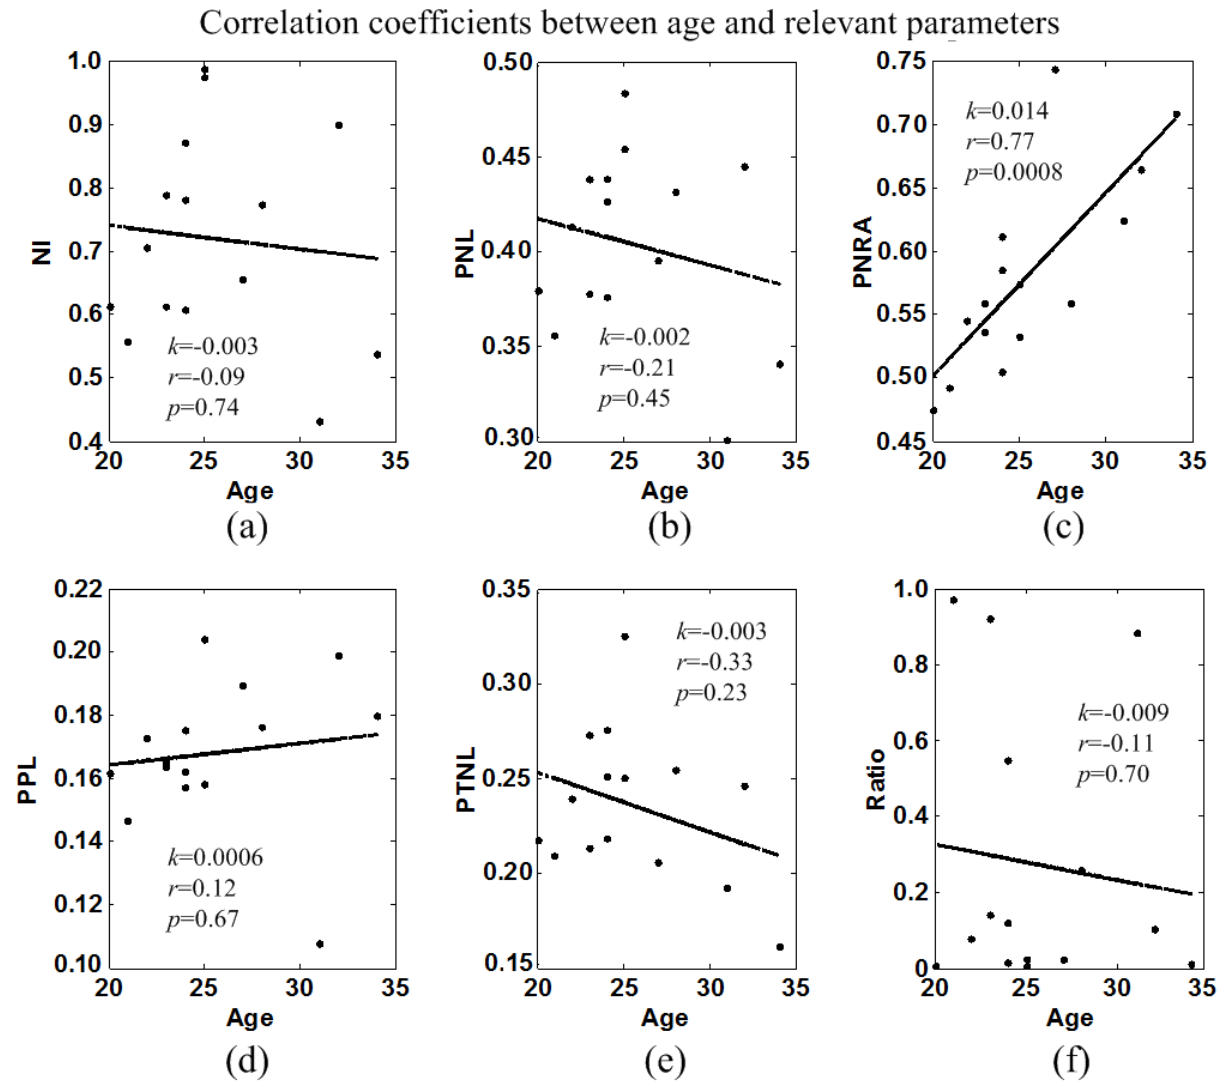 Correlation coefficients between age and relevant parameters
1.0
0.9
0.8
0.7
0.6
0.5
0.4
NI
k=-0.003
r=-0.09
p=0.74
20 25 30 35
Age
(a)
0.50
0.45
0.40
0.35
0.30
PNL
k=-0.002
r=-0.21
p=0.45
20 25 30 35
Age
(b)
0.75
0.70
0.65
0.60
0.55
0.50
0.45
PNRA
k=0.014
r=0.77
p=0.0008
20 25 30 35
Age
(c)
0.22
0.20
0.18
0.16
0.14
0.12
0.10
PPL
k=0.0006
r=0.12
p=0.67
20 25 30 35
Age
(d)
0.35
0.30
0.25
0.20
0.15
PTNL
k=-0.003
r=-0.33
p=0.23
20 25 30 35
Age
(e)
1.0
0.8
0.6
0.4
0.2
0
Ratio
k=-0.009
r=-0.11
p=0.70
20 25 30 35
Age
(f)